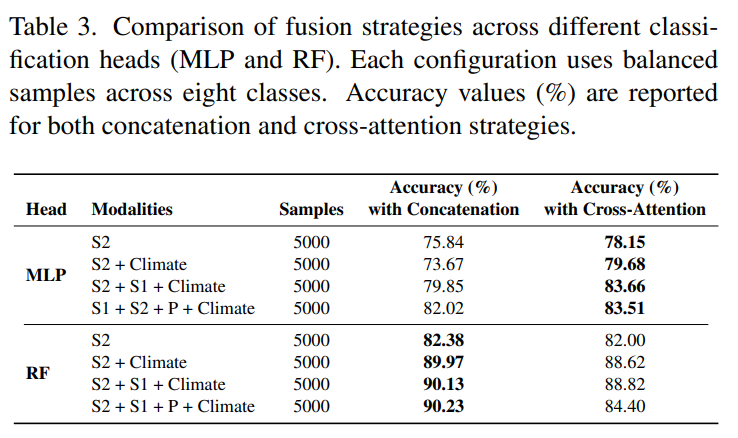 Table 3. Comparison of fusion strategies across different classi-
fication heads (MLP and RF). Each configuration uses balanced
samples across eight classes. Accuracy values (%) are reported
for both concatenation and cross-attention strategies.
Accuracy (%) Accuracy (%)
Head Modalities Samples with Concatenation with Cross-Attention
MLP
S2 5000 75.84 78.15
S2 + Climate 5000 73.67 79.68
S2 + S1 + Climate 5000 79.85 83.66
S1 + S2 + P + Climate 5000 82.02 83.51
RF
S2 5000 82.38 82.00
S2 + Climate 5000 89.97 88.62
S2 + S1 + Climate 5000 90.13 88.82
S2 + S1 + P + Climate 5000 90.23 84.40